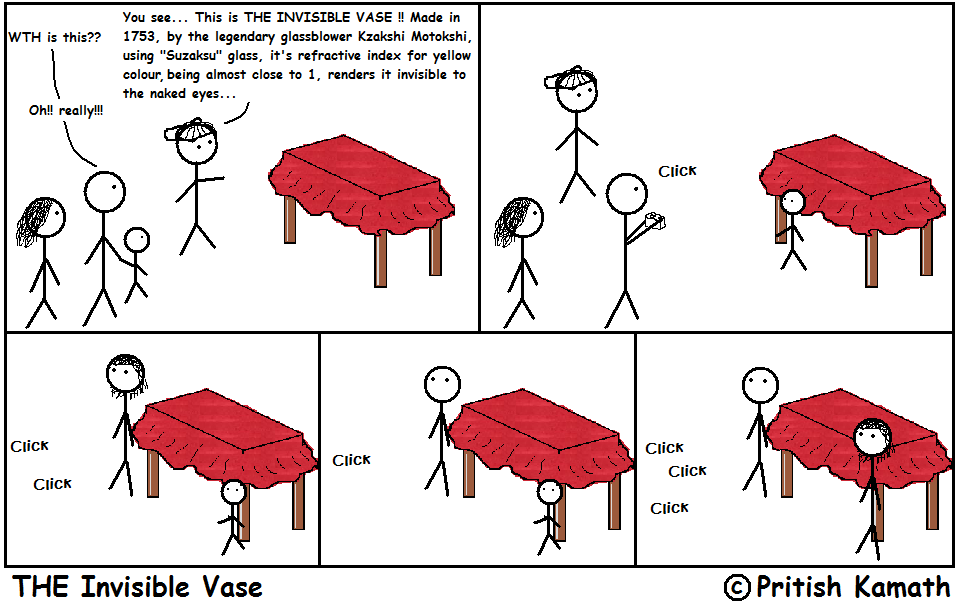 WTH is this??
Oh!! really!!!
You see... This is THE INVISIBLE VASE !! Made in
1753, by the legendary glassblower Kzakshi Motokshi,
using "Suzaksu" glass, it's refractive index for yellow
colour, being almost close to 1, renders it invisible to
the naked eyes...
Click
Click
Click
Click
Click
Click
Click
THE Invisible Vase
© Pritish Kamath